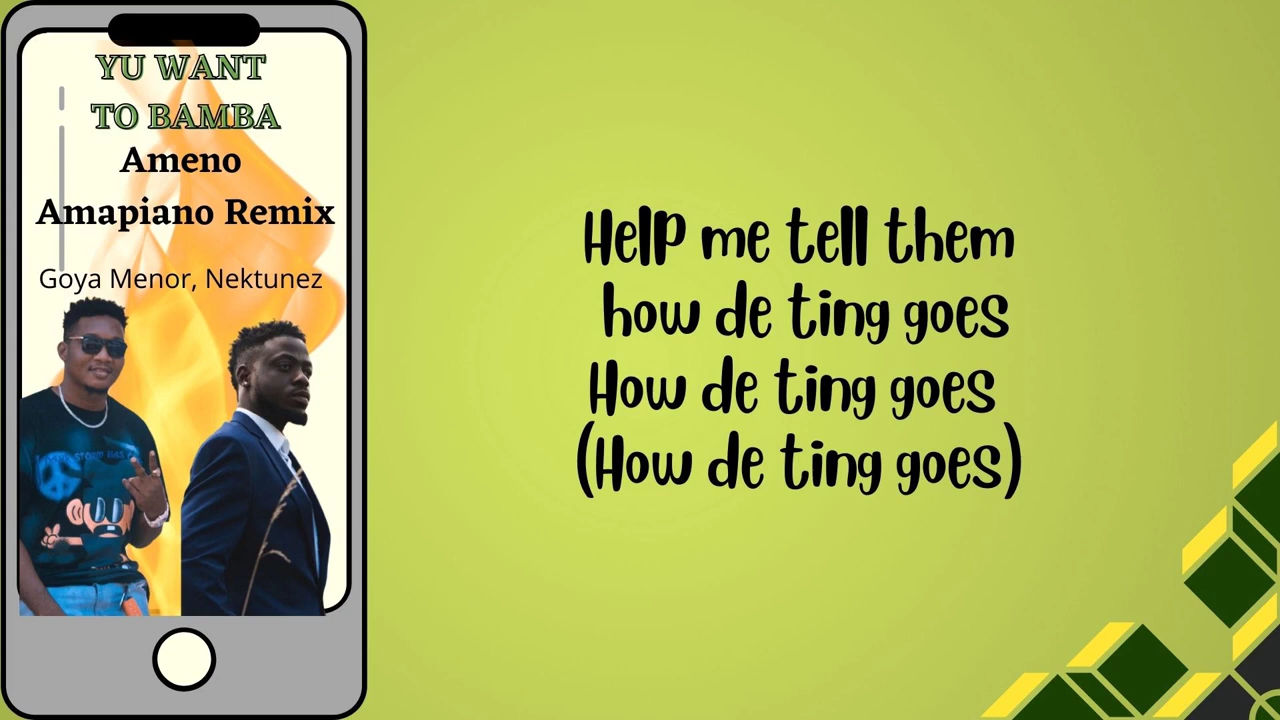 YU WANT
TO BAMBA
Ameno
Amapiano Remix
Goya Menor, Nektunez
Help me tell them
how de ting goes
How de ting goes
(How de ting goes)